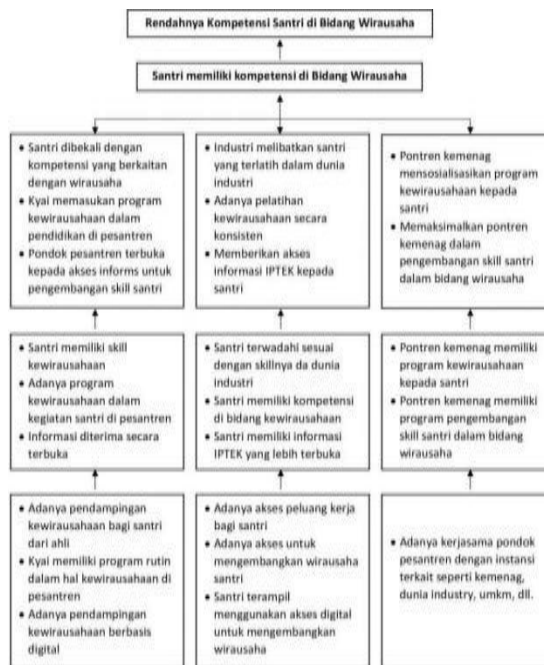 Rendahnya Kompetensi Santri di Bidang Wirausaha
Santri memiliki kompetensi di Bidang Wirausaha
• Santri dibekali dengan
kompetensi yang berkaitan
dengan wirausaha
• Kyai memasukan program
kewirausahaan dalam
pendidikan di pesantren
• Pondok pesantren terbuka
kepada akses informs untuk
pengembangan skill santri
• Industri melibatkan santri
yang terlatih dalam dunia
industri
• Adanya pelatihan
kewirausahaan secara
konsisten
• Memberikan akses
informasi IPTEK kepada
santri
• Pontren kemenag
mensosialisasikan program
kewirausahaan kepada
santri
• Memaksimalkan pontren
kemenag dalam
pengembangan skill santri
dalam bidang wirausaha
• Santri memiliki skill
kewirausahaan
• Adanya program
kewirausahaan dalam
kegiatan santri di pesantren
• Informasi diterima secara
terbuka
• Santri terwadahi sesuai
dengan skillnya da dunia
industri
• Santri memiliki kompetensi
di bidang kewirausahaan
• Santri memiliki informasi
IPTEK yang lebih terbuka
• Pontren kemenag memiliki
program kewirausahaan
kepada santri
• Pontren kemenag memiliki
program pengembangan
skill santri dalam bidang
wirausaha
• Adanya pendampingan
kewirausahaan bagi santri
dari ahli
• Kyai memiliki program rutin
dalam hal kewirausahaan di
pesantren
• Adanya pendampingan
kewirausahaan berbasis
digital
• Adanya akses peluang kerja
bagi santri
• Adanya akses untuk
mengembangkan wirausaha
santri
• Santri terampil
menggunakan akses digital
untuk mengembangkan
wirausaha
• Adanya kerjasama pondok
pesantren dengan instansi
terkait seperti kemenag,
dunia industry, umkm, dll.